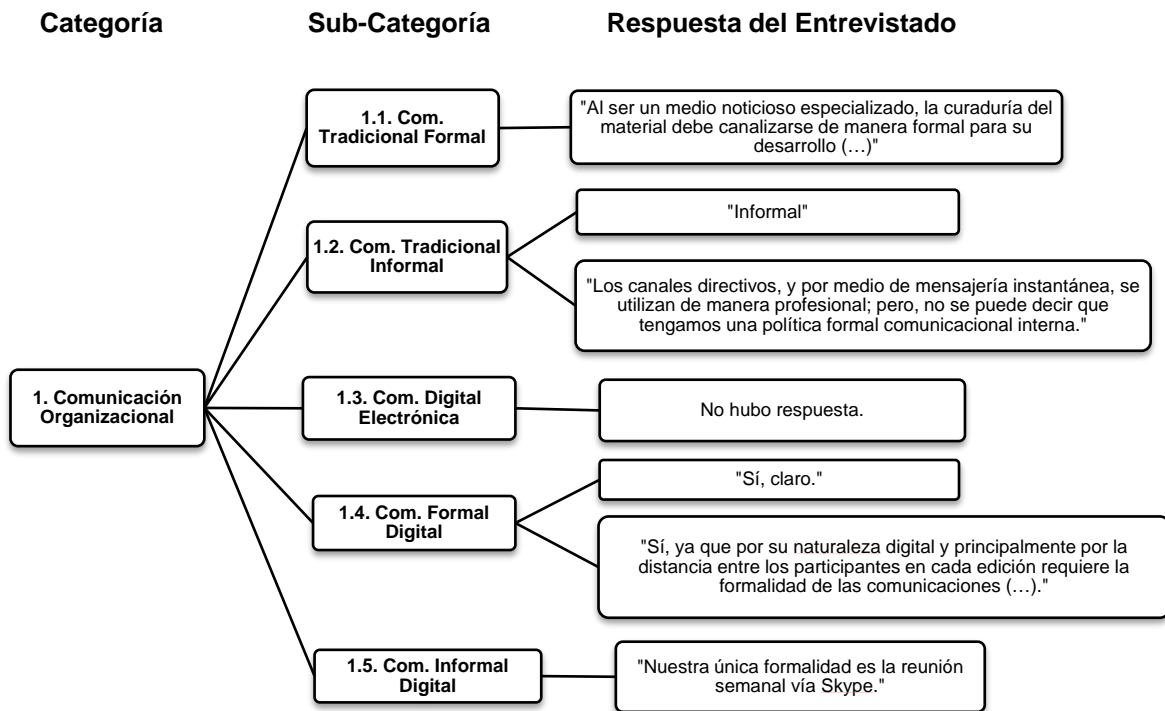 Categoría
Sub-Categoría
Respuesta del Entrevistado
1.1. Com.
Tradicional Formal
"Al ser un medio noticioso especializado, la curaduría del
material debe canalizarse de manera formal para su
desarrollo (…)"
1.2. Com. Tradicional
Informal
"Informal"
"Los canales directivos, y por medio de mensajería instantánea, se
utilizan de manera profesional; pero, no se puede decir que
tengamos una política formal comunicacional interna."
1. Comunicación
Organizacional
1.3. Com. Digital
Electrónica
No hubo respuesta.
1.4. Com. Formal
Digital
"Sí, claro."
"Sí, ya que por su naturaleza digital y principalmente por la
distancia entre los participantes en cada edición requiere la
formalidad de las comunicaciones (…)."
1.5. Com. Informal
Digital
"Nuestra única formalidad es la reunión
semanal vía Skype."